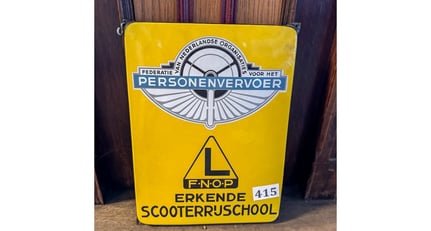 VAN NEDERLANDSE ORGANISATIES
FEDERATIE VOOR HET
PERSONENVERVOER
L
F·N·O·P
415
ERKENDE
SCOOTERRIJSCHOOL